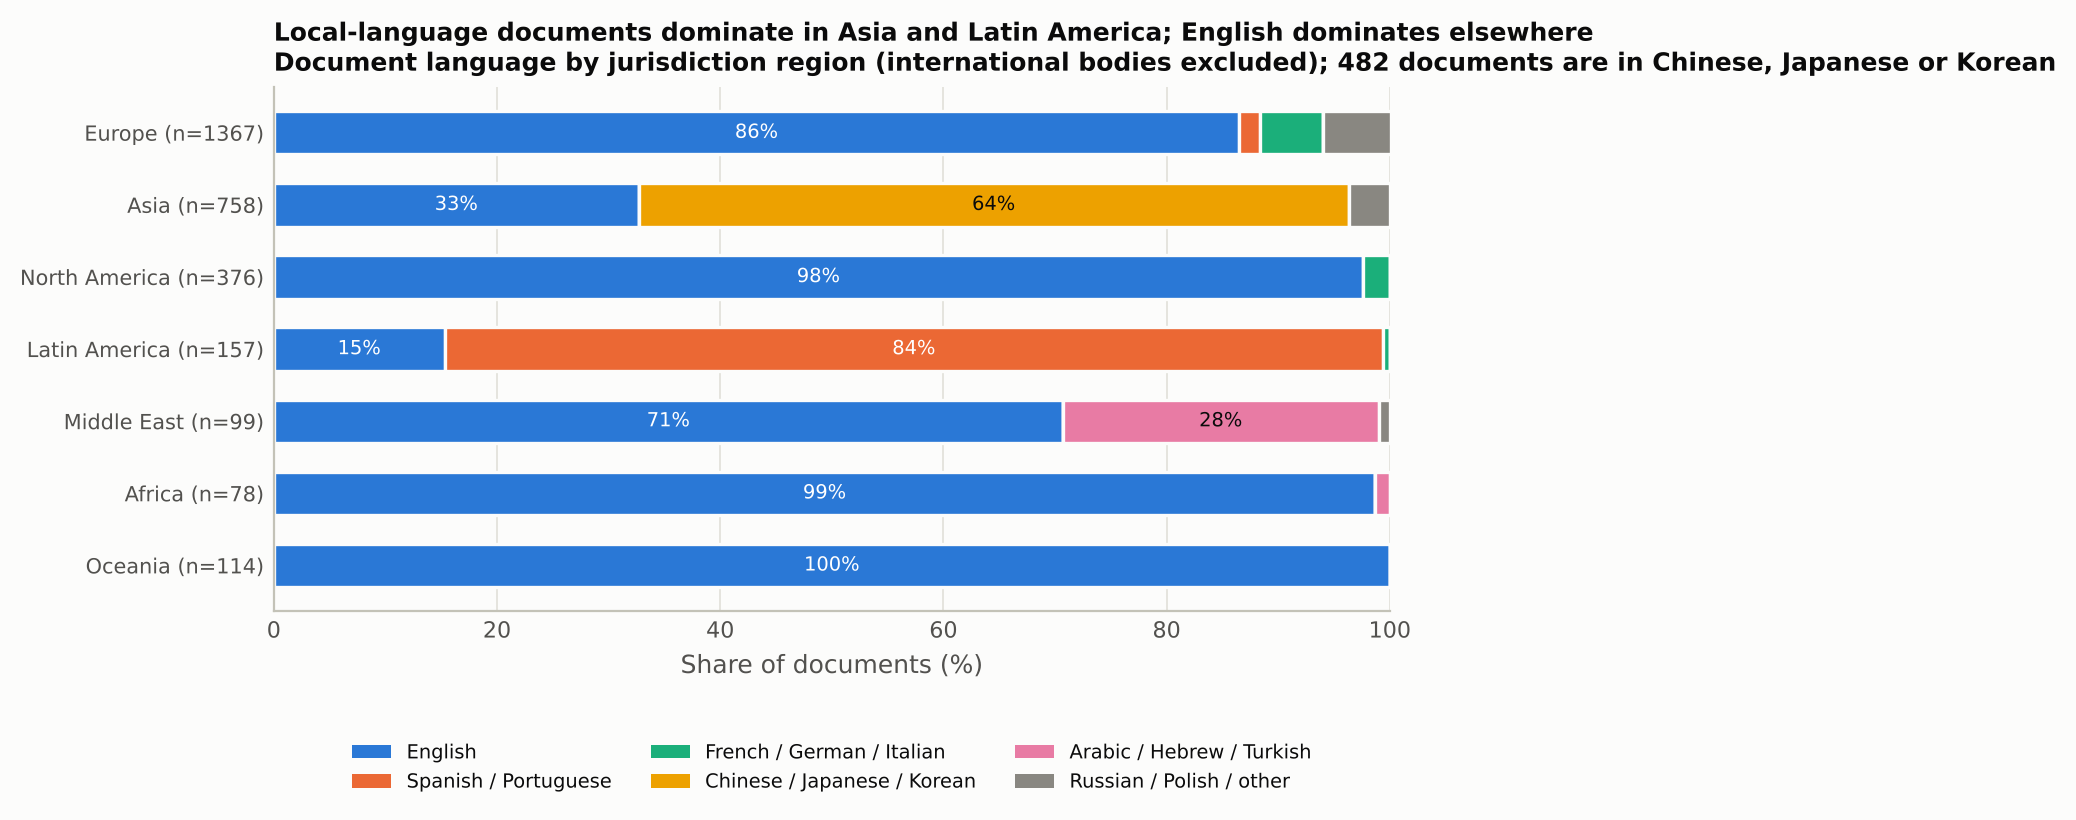 Local-language documents dominate in Asia and Latin America; English dominates elsewhere
Document language by jurisdiction region (international bodies excluded); 482 documents are in Chinese, Japanese or Korean
Europe (n=1367)
86%
Asia (n=758)
33%
64%
North America (n=376)
98%
Latin America (n=157)
15%
84%
Middle East (n=99)
71%
28%
Africa (n=78)
99%
Oceania (n=114)
100%
0
20
40
60
80
100
Share of documents (%)
English
French / German / Italian
Arabic / Hebrew / Turkish
Spanish / Portuguese
Chinese / Japanese / Korean
Russian / Polish / other